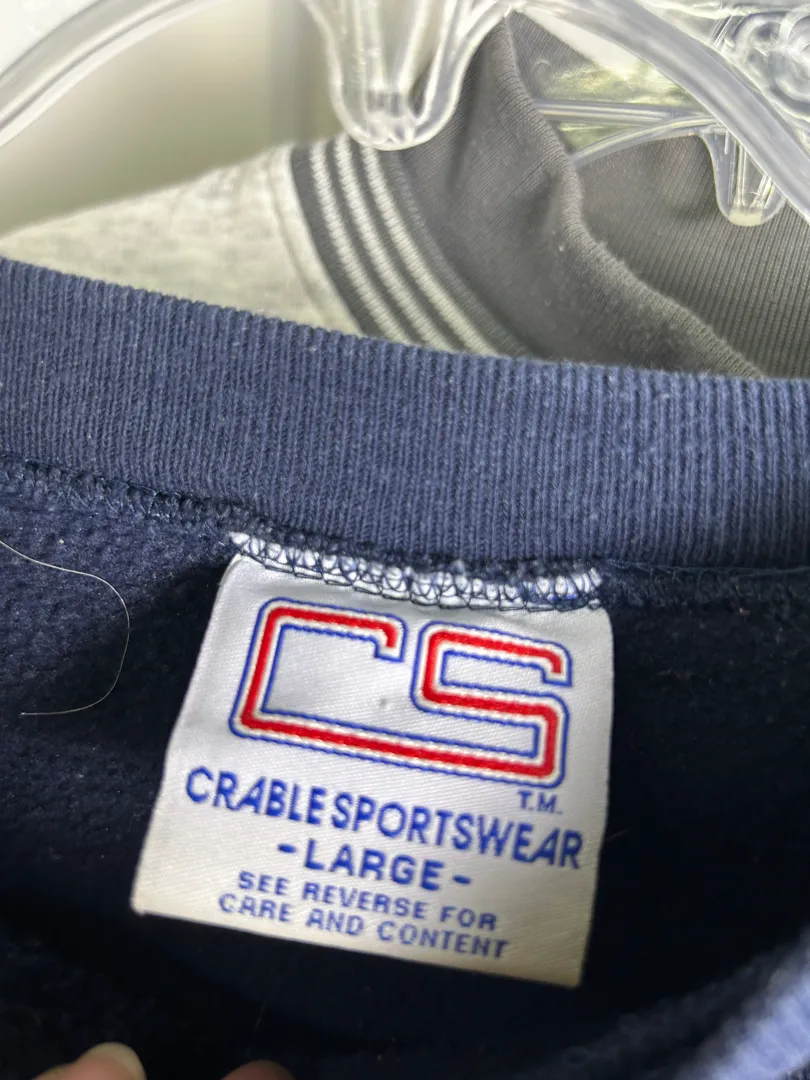 CS
T.M.
CRABLE SPORTSWEAR
-LARGE-
SEE REVERSE FOR
CARE AND CONTENT